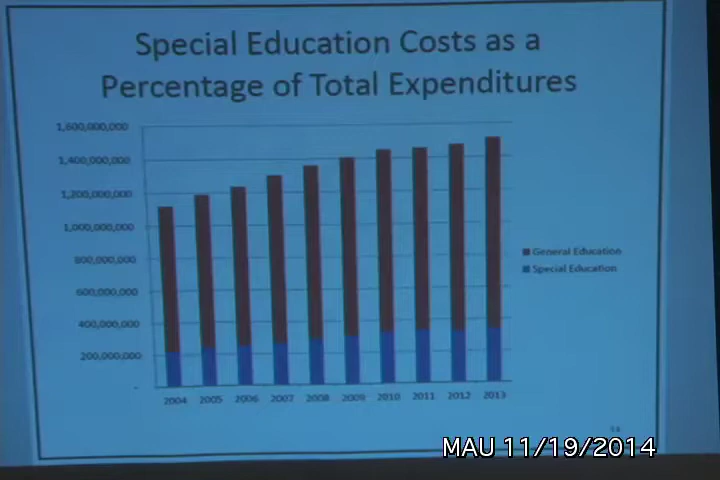 Special Education Costs as a
Percentage of Total Expenditures
1,600,000,000
1,400,000,000
1,200,000,000
1,000,000,000
800,000,000
600,000,000
400,000,000
200,000,000
-
General Education
Special Education
2004 2005 2006 2007 2008 2009 2010 2011 2012 2013
MAU 11/19/2014